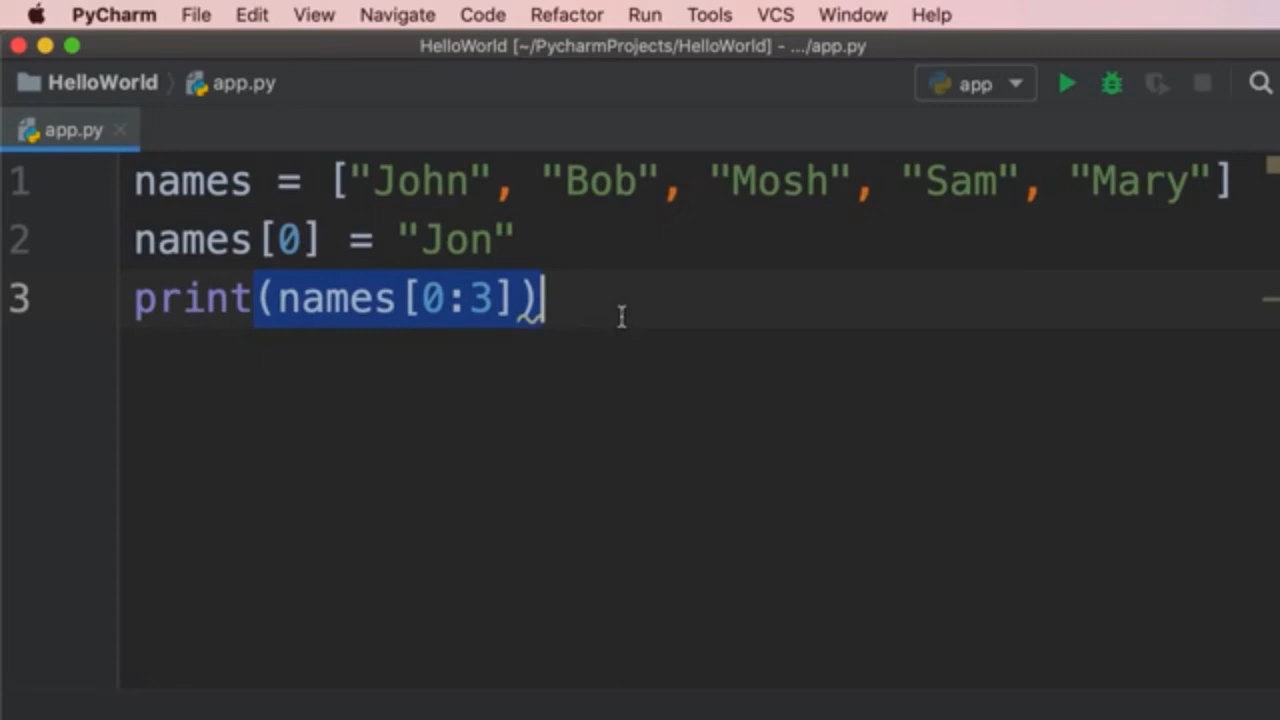 PyCharm File Edit View Navigate Code Refactor Run Tools VCS Window Help
HelloWorld [~/PycharmProjects/HelloWorld] - .../app.py
HelloWorld app.py app
app.py
1 names = ["John", "Bob", "Mosh", "Sam", "Mary"]
2 names[0] = "Jon"
3 print(names[0:3])